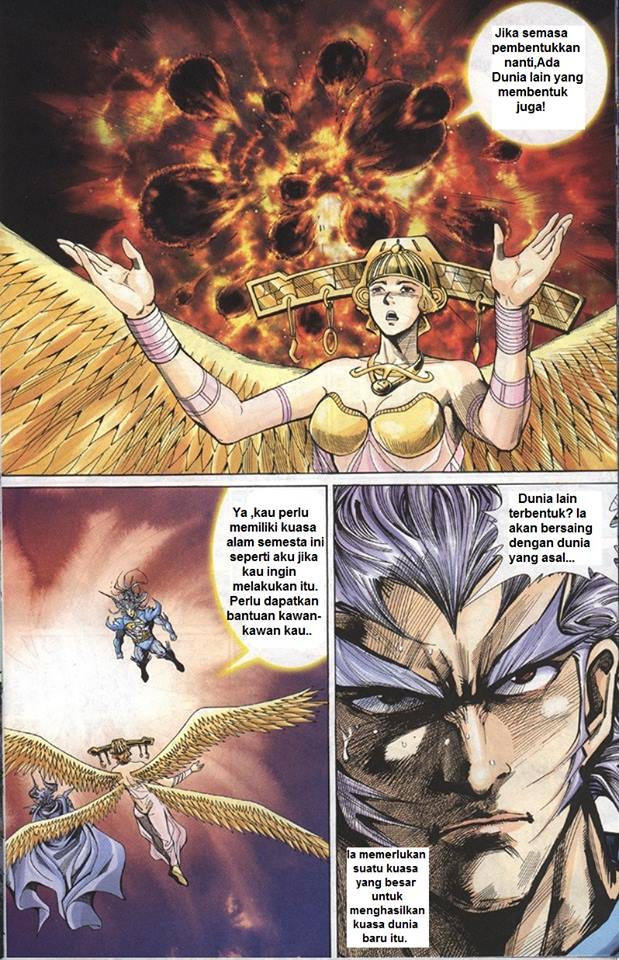 Jika semasa
pembentukkan
nanti,Ada
Dunia lain yang
membentuk
juga!
Ya ,kau perlu
memiliki kuasa
alam semesta ini
seperti aku jika
kau ingin
melakukan itu.
Perlu dapatkan
bantuan kawan-
kawan kau..
Dunia lain
terbentuk? Ia
akan bersaing
dengan dunia
yang asal...
Ia memerlukan
suatu kuasa
yang besar
untuk
menghasilkan
kuasa dunia
baru itu.